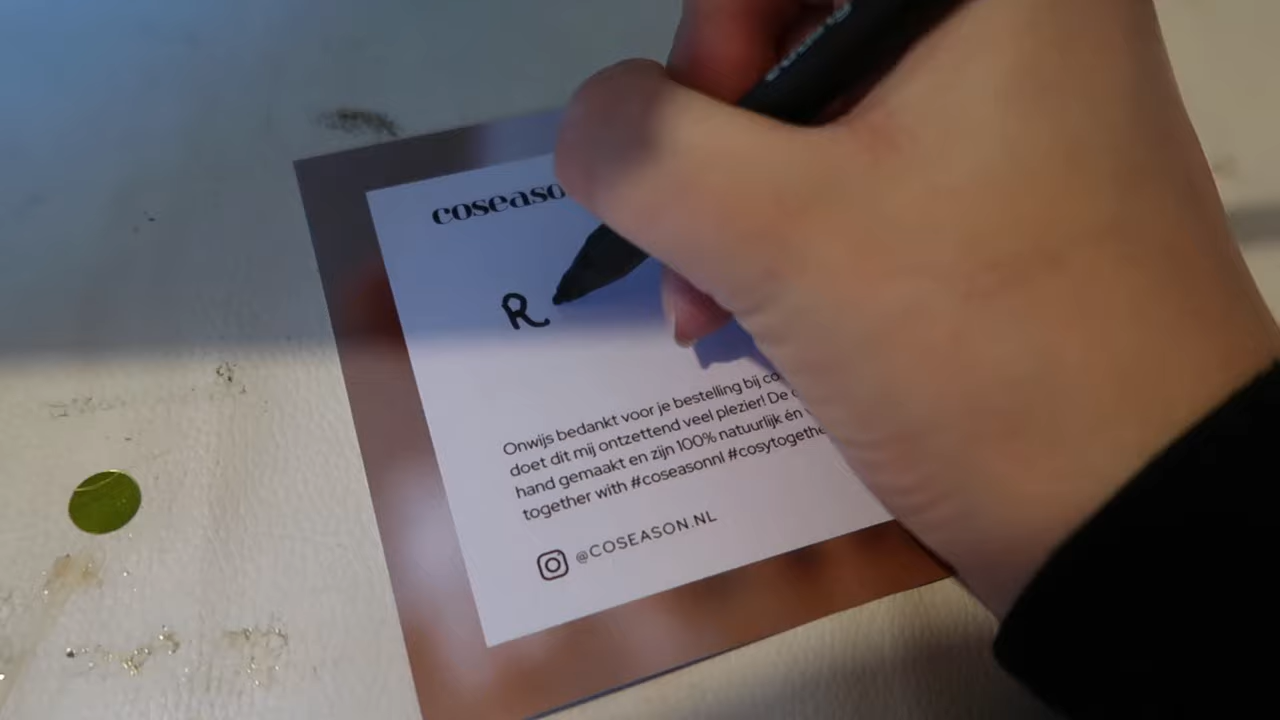 coseaso
R
Onwijs bedankt voor je bestelling bij co
doet dit mij ontzettend veel plezier! De
hand gemaakt en zijn 100% natuurlijk én
together with #coseasonnl #cosytogethe
@COSEASON.NL